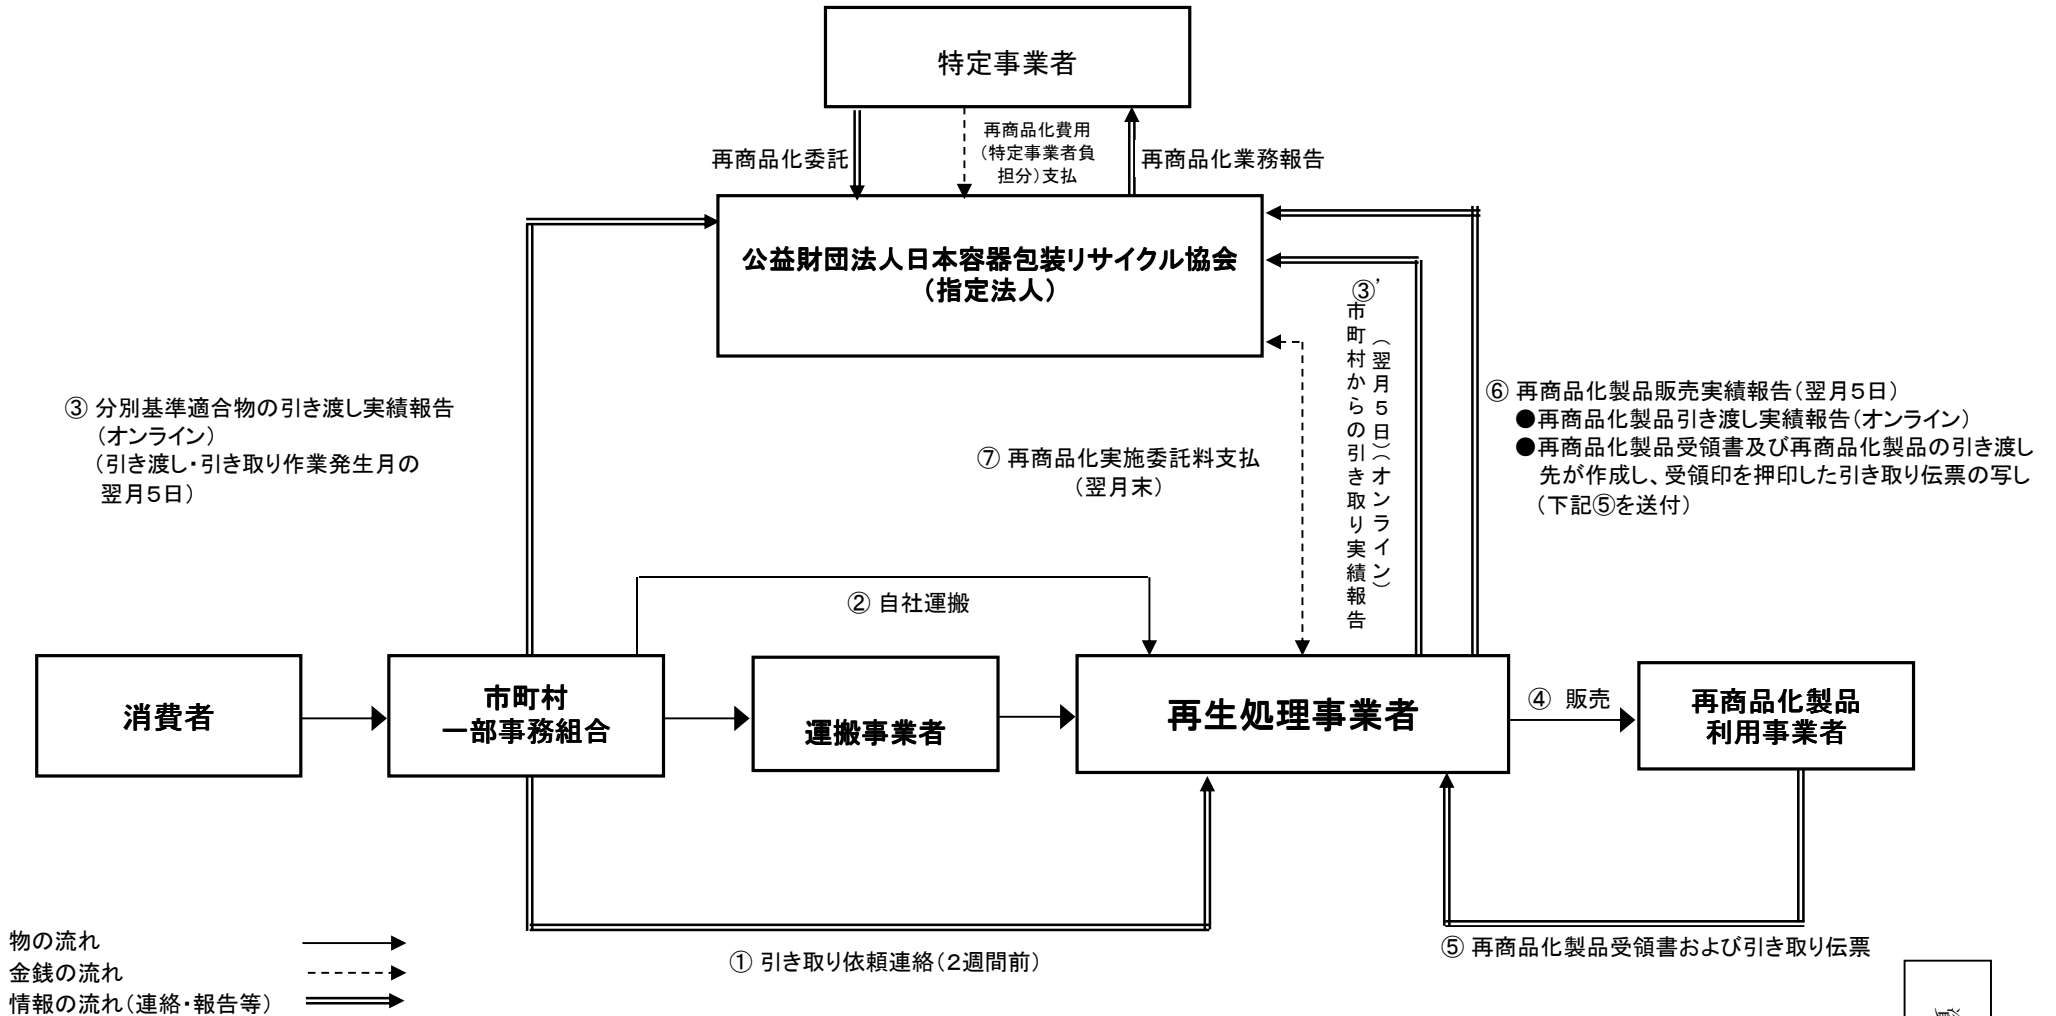 特定事業者
再商品化委託
再商品化費用
（特定事業者負
担分）支払
再商品化業務報告
公益財団法人日本容器包装リサイクル協会
（指定法人）
③ 分別基準適合物の引き渡し実績報告
（オンライン）
（引き渡し・引き取り作業発生月の
翌月５日）
⑦ 再商品化実施委託料支払
（翌月末）
③’
市町村からの引き取り実績報告
（翌月５日）（オンライン）
⑥ 再商品化製品販売実績報告（翌月５日）
●再商品化製品引き渡し実績報告（オンライン）
●再商品化製品受領書及び再商品化製品の引き渡し
先が作成し、受領印を押印した引き取り伝票の写し
（下記⑤を送付）
② 自社運搬
消費者
市町村
一部事務組合
運搬事業者
再生処理事業者
④ 販売
再商品化製品
利用事業者
① 引き取り依頼連絡（２週間前）
⑤ 再商品化製品受領書および引き取り伝票
物の流れ
金銭の流れ
情報の流れ（連絡・報告等）